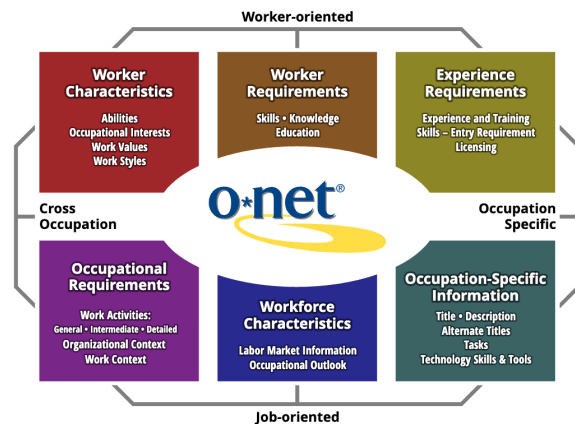 Worker-oriented
Worker
Characteristics
Abilities
Occupational Interests
Work Values
Work Styles
Worker
Requirements
Skills • Knowledge
Education
Experience
Requirements
Experience and Training
Skills – Entry Requirement
Licensing
o*net®
Cross
Occupation
Occupation
Specific
Occupational
Requirements
Work Activities:
General • Intermediate • Detailed
Organizational Context
Work Context
Workforce
Characteristics
Labor Market Information
Occupational Outlook
Occupation-Specific
Information
Title • Description
Alternate Titles
Tasks
Technology Skills & Tools
Job-oriented